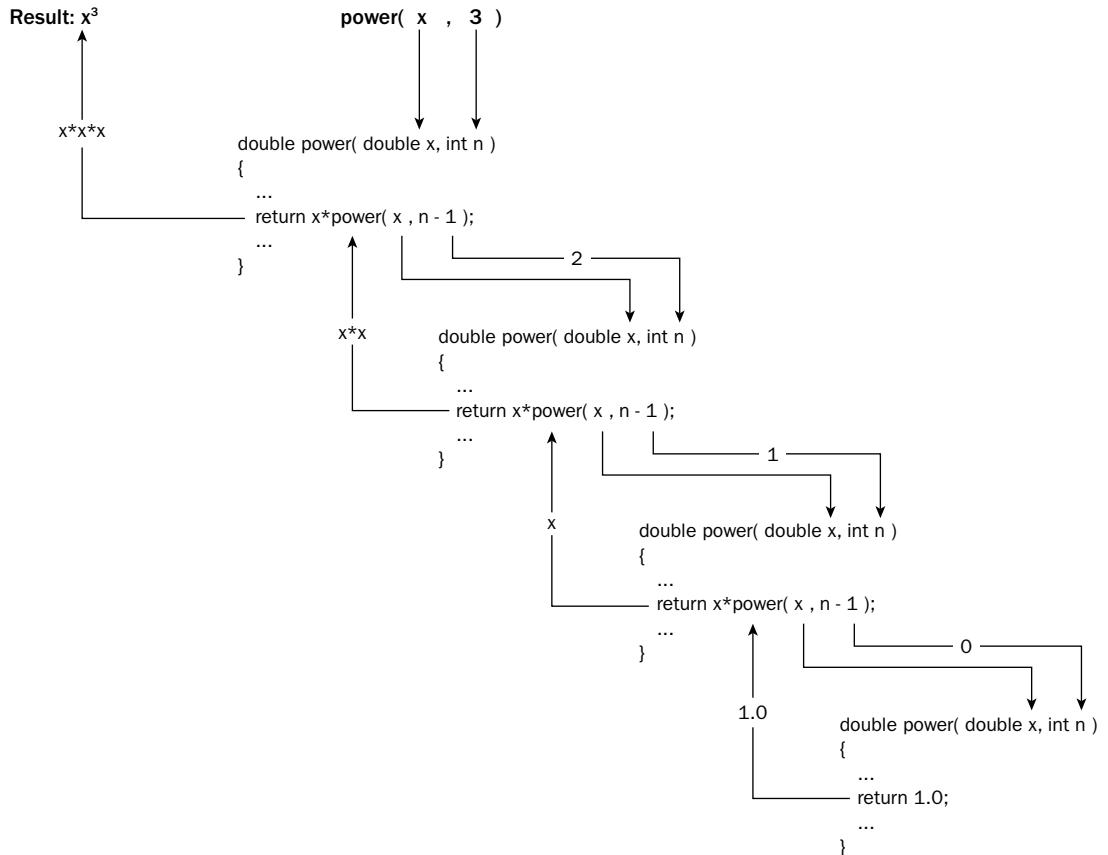 Result: x³
power( x , 3 )
x*x*x
double power( double x, int n )
{
...
return x*power( x , n - 1 );
...
}
2
x*x
double power( double x, int n )
{
...
return x*power( x , n - 1 );
...
}
1
x
double power( double x, int n )
{
...
return x*power( x , n - 1 );
...
}
0
1.0
double power( double x, int n )
{
...
return 1.0;
...
}